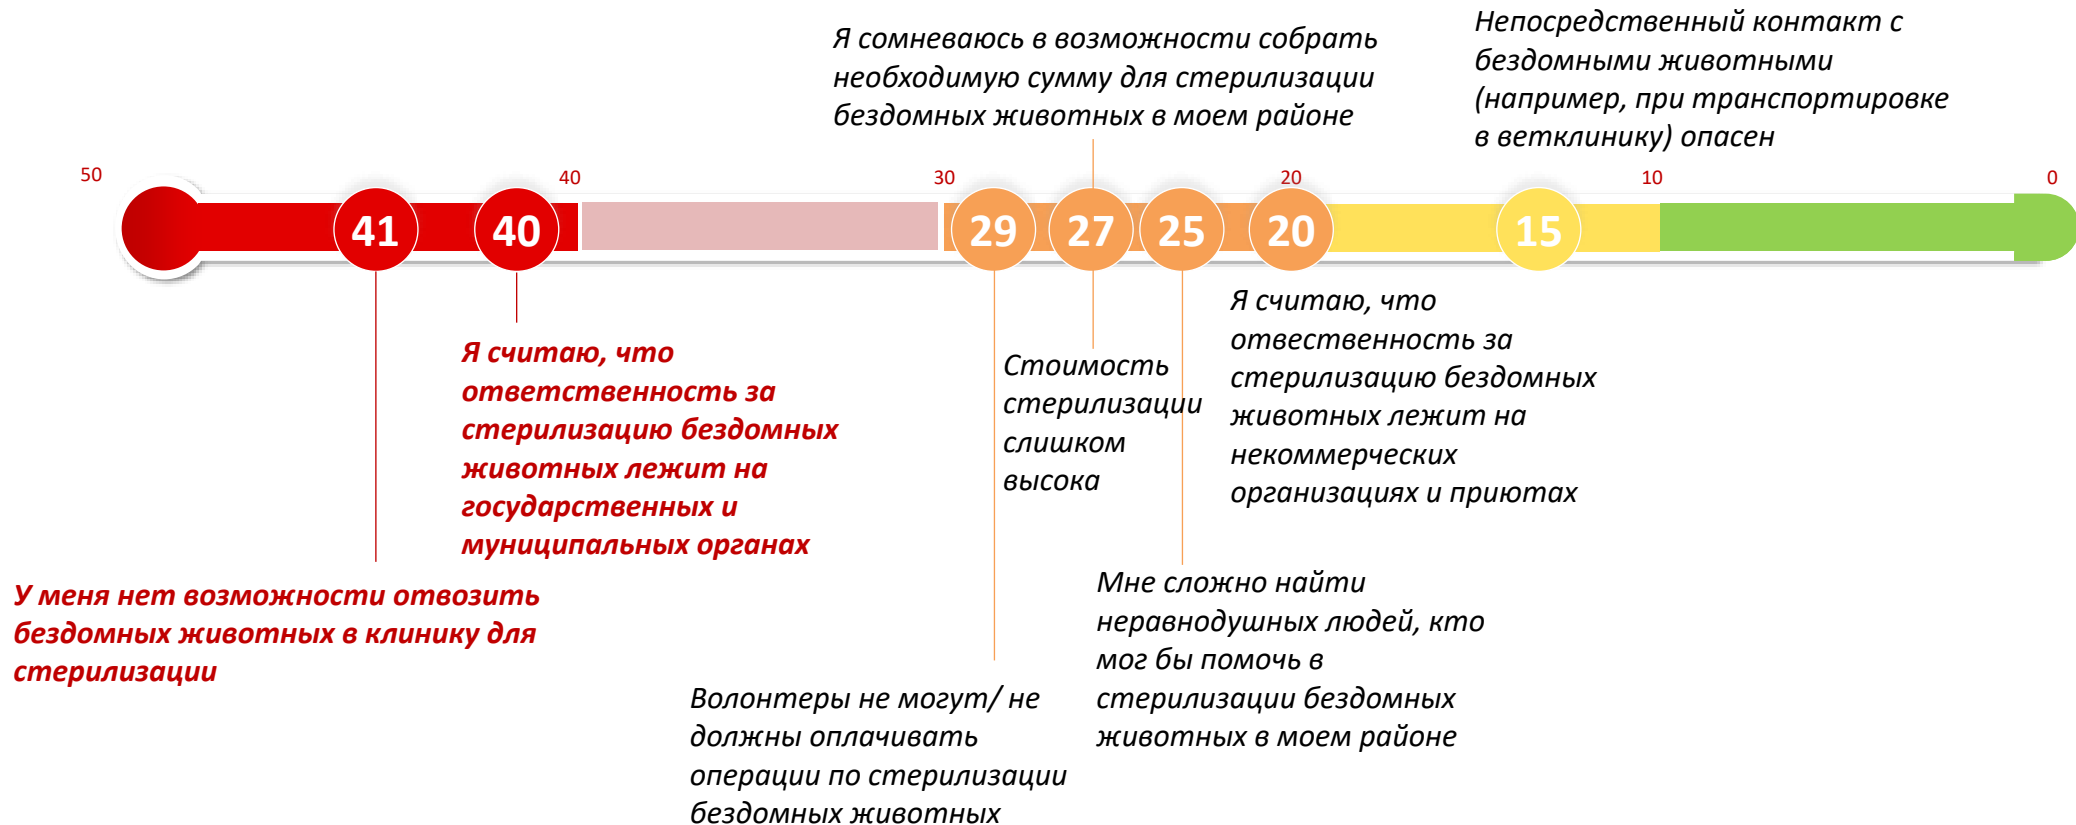 Я сомневаюсь в возможности собрать
необходимую сумму для стерилизации
бездомных животных в моем районе
Непосредственный контакт с
бездомными животными
(например, при транспортировке
в ветклинику) опасен
50
40
30
20
10
0
41
40
29
27
25
20
15
Я считаю, что
ответственность за
стерилизацию бездомных
животных лежит на
государственных и
муниципальных органах
Стоимость
стерилизации
слишком
высока
Я считаю, что
отвественность за
стерилизацию бездомных
животных лежит на
некоммерческих
организациях и приютах
У меня нет возможности отвозить
бездомных животных в клинику для
стерилизации
Мне сложно найти
неравнодушных людей, кто
мог бы помочь в
стерилизации бездомных
животных в моем районе
Волонтеры не могут/ не
должны оплачивать
операции по стерилизации
бездомных животных